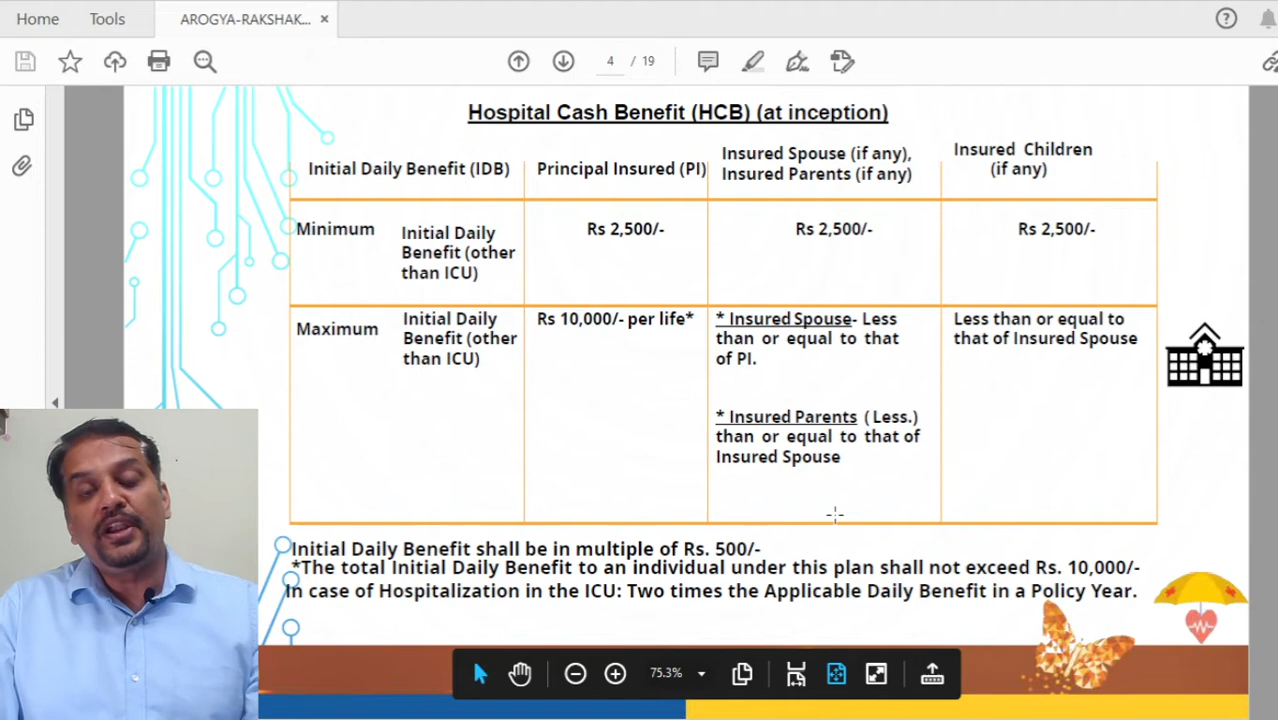 Home
Tools
AROGYA-RAKSHAK...
4 / 19
Hospital Cash Benefit (HCB) (at inception)
Initial Daily Benefit (IDB)
Principal Insured (PI)
Insured Spouse (if any),
Insured Parents (if any)
Insured Children
(if any)
Minimum
Initial Daily
Benefit (other
than ICU)
Rs 2,500/-
Rs 2,500/-
Rs 2,500/-
Maximum
Initial Daily
Benefit (other
than ICU)
Rs 10,000/- per life*
* Insured Spouse- Less
than or equal to that
of PI.
* Insured Parents ( Less.)
than or equal to that of
Insured Spouse
Less than or equal to
that of Insured Spouse
Initial Daily Benefit shall be in multiple of Rs. 500/-
*The total Initial Daily Benefit to an individual under this plan shall not exceed Rs. 10,000/-
In case of Hospitalization in the ICU: Two times the Applicable Daily Benefit in a Policy Year.
75.3%